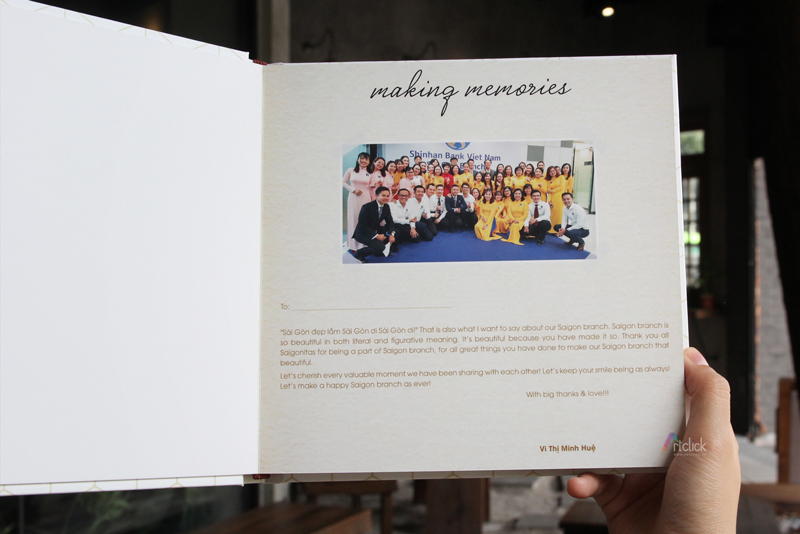 making memories
Shinhan Bank Việt Nam
To:
"Sài Gòn đẹp lắm Sài Gòn ơi Sài Gòn ơi!" That is also what I want to say about our Saigon branch. Saigon branch is
so beautiful in both literal and figurative meaning. It's beautiful because you have made it so. Thank you all
Saigonitas for being a part of Saigon branch, for all great things you have done to make our Saigon branch that
beautiful.
Let's cherish every valuable moment we have been sharing with each other! Let's keep your smile being as always!
Let's make a happy Saigon branch as ever!
With big thanks & love!!!
Vi Thị Minh Huệ
Artclick